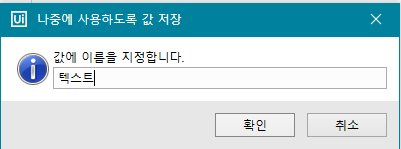 Ui 나중에 사용하도록 값 저장
값에 이름을 지정합니다.
텍스트
확인 취소